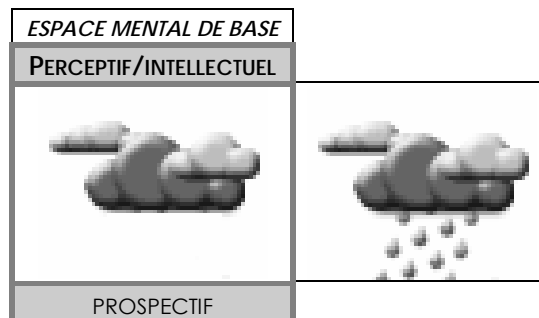 ESPACE MENTAL DE BASE
PERCEPTIF/INTELLECTUEL
PROSPECTIF